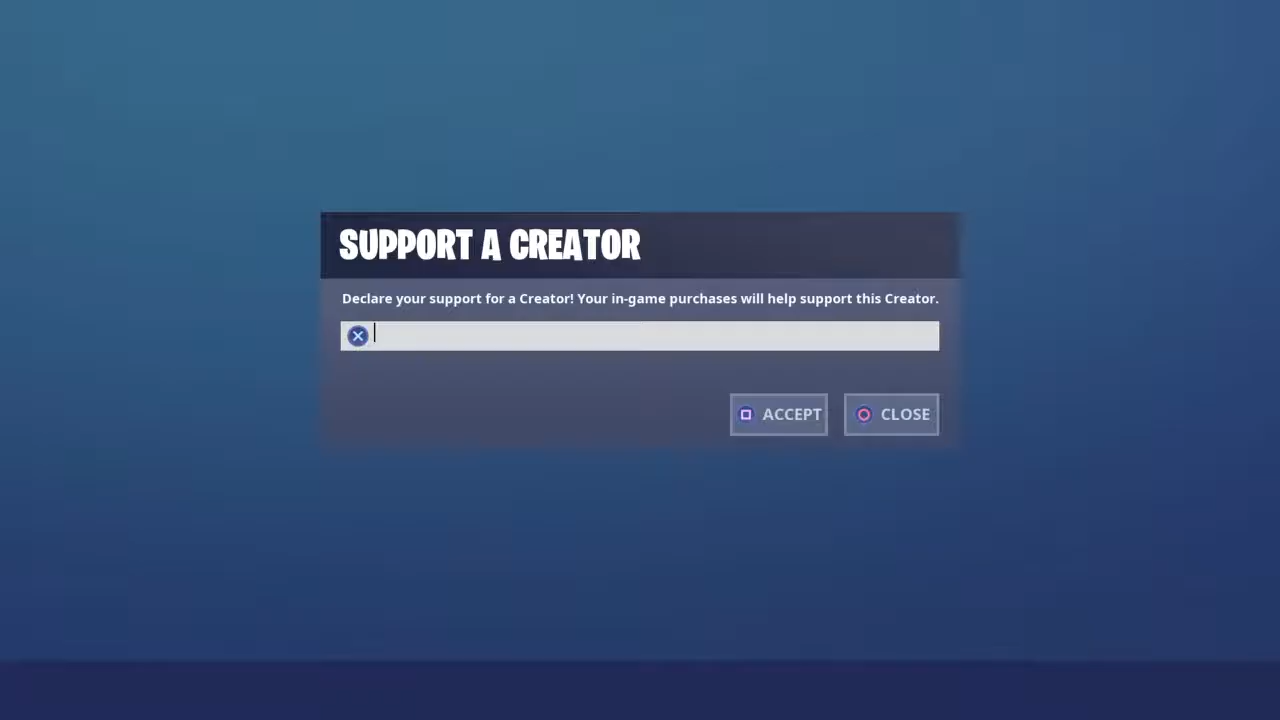 SUPPORT A CREATOR
Declare your support for a Creator! Your in-game purchases will help support this Creator.
ACCEPT
CLOSE